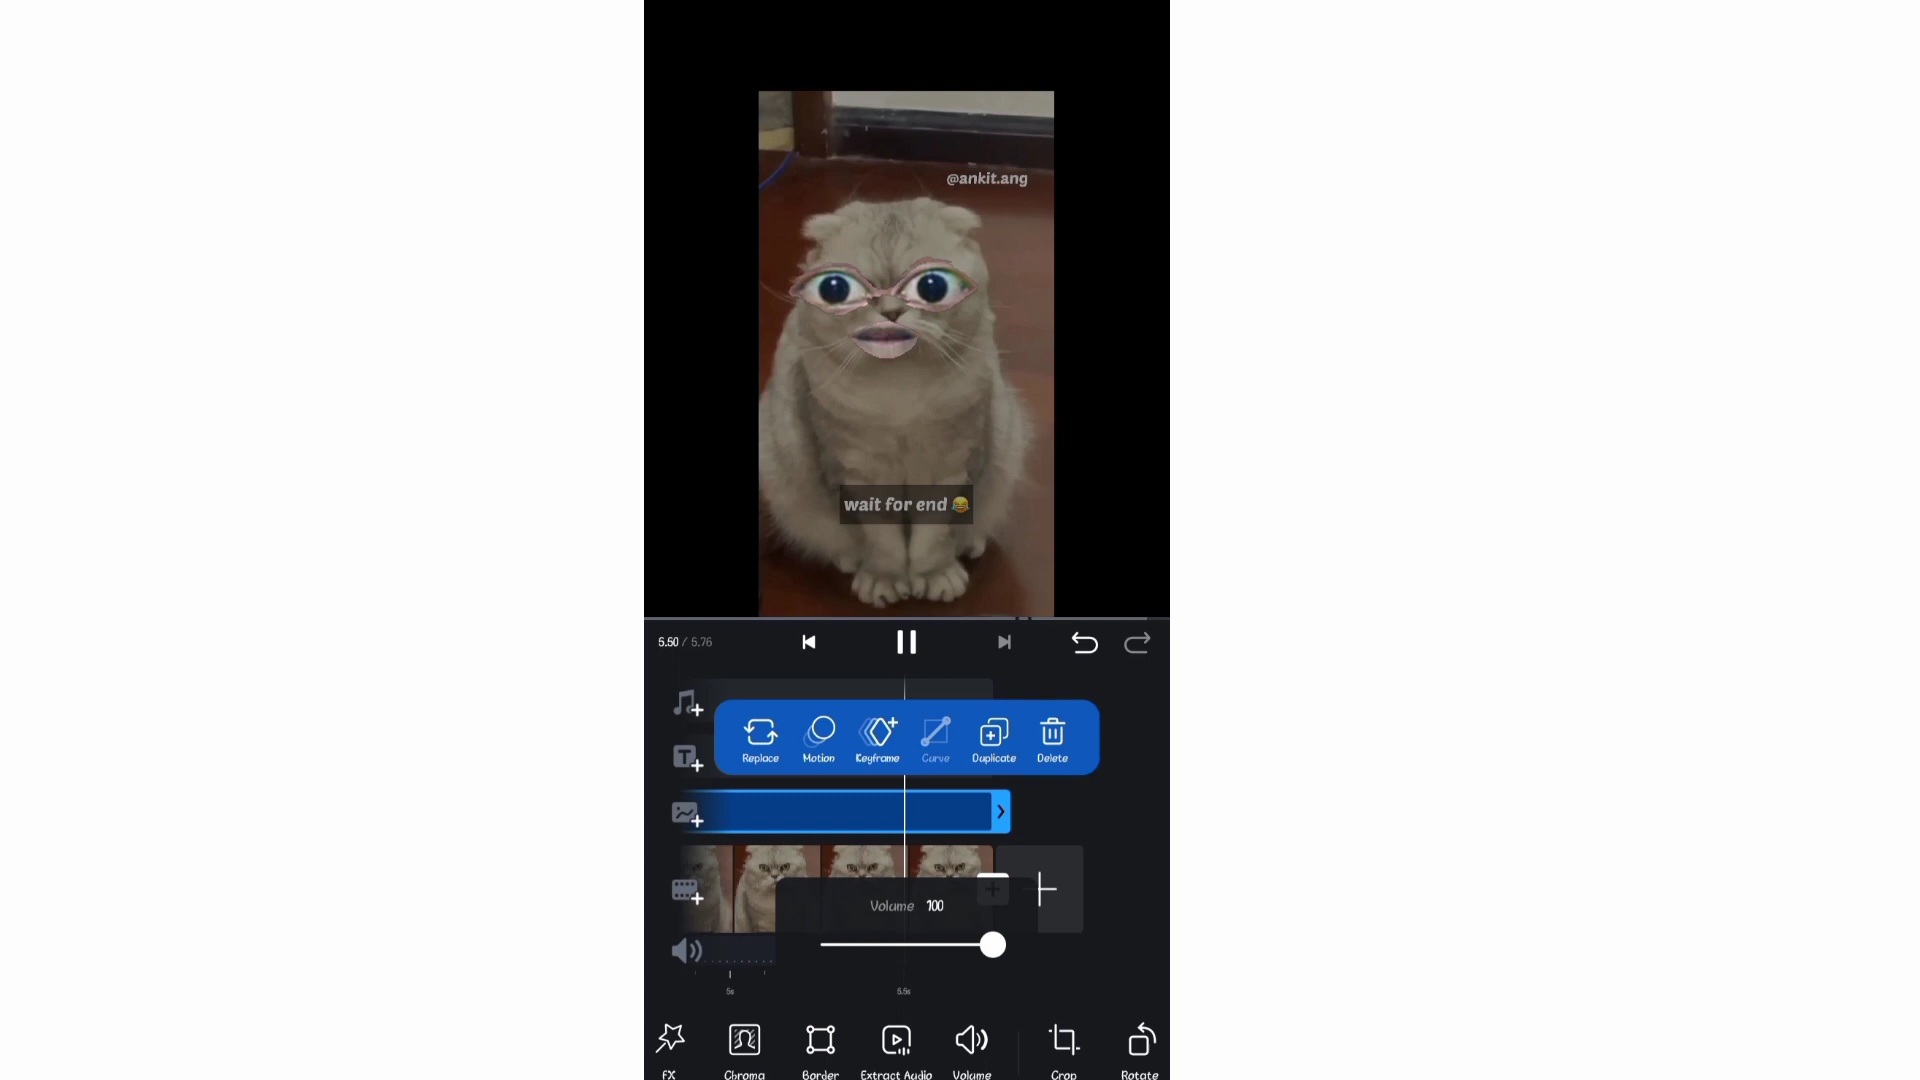 @ankit.ang
wait for end 😂
5.50 / 5.76
Replace
Motion
Keyframe
Curve
Duplicate
Delete
Volume 100
5s
5.5s
FX
Chroma
Border
Extract Audio
Volume
Crop
Rotate